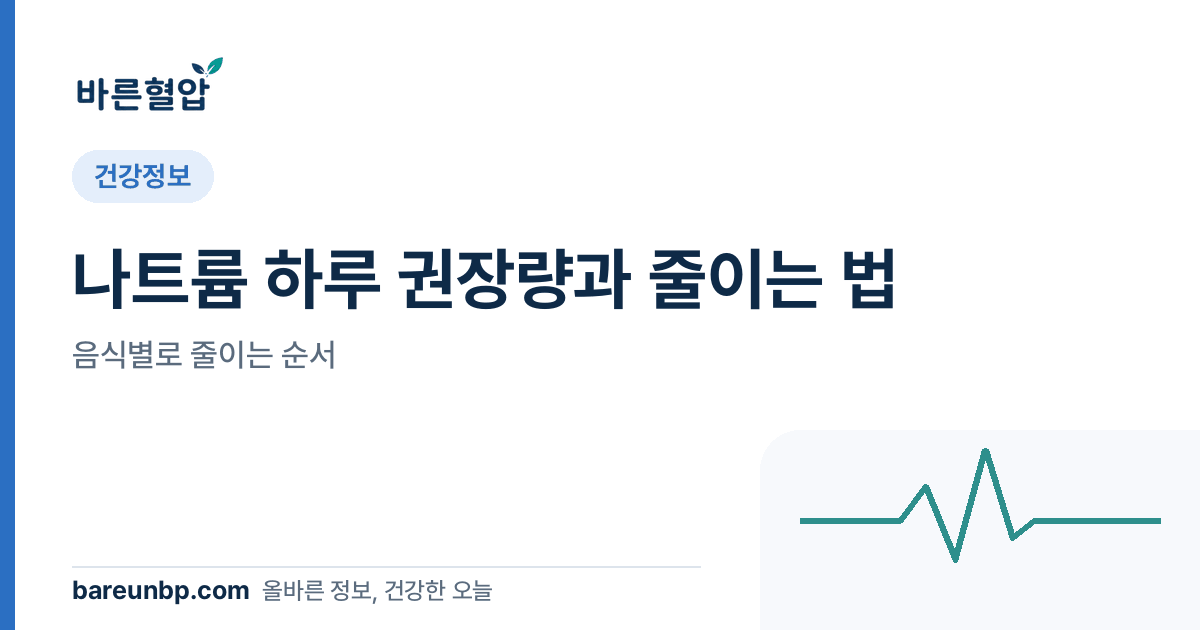 바른혈압
건강정보
나트륨 하루 권장량과 줄이는 법
음식별로 줄이는 순서
bareunbp.com 올바른 정보, 건강한 오늘